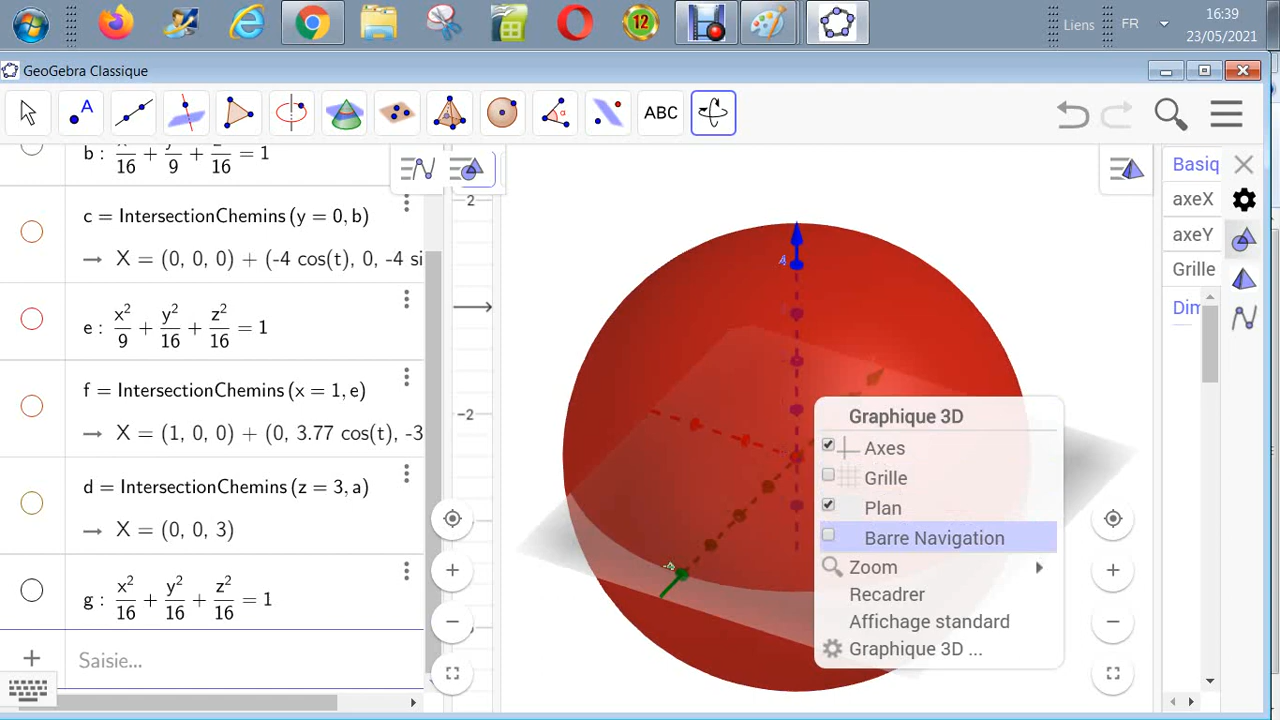 12
Liens
FR
16:39
23/05/2021
GeoGebra Classique
A
α
ABC
b : x²/16 + y²/9 + z²/16 = 1
c = IntersectionChemins (y = 0, b)
→ X = (0, 0, 0) + (-4 cos(t), 0, -4 si
e : x²/9 + y²/16 + z²/16 = 1
f = IntersectionChemins (x = 1, e)
→ X = (1, 0, 0) + (0, 3.77 cos(t), -3
d = IntersectionChemins (z = 3, a)
→ X = (0, 0, 3)
g : x²/16 + y²/16 + z²/16 = 1
+ Saisie...
2
-2
4
-4
Graphique 3D
Axes
Grille
Plan
Barre Navigation
Zoom
Recadrer
Affichage standard
Graphique 3D ...
Basiq
axeX
axeY
Grille
Dim